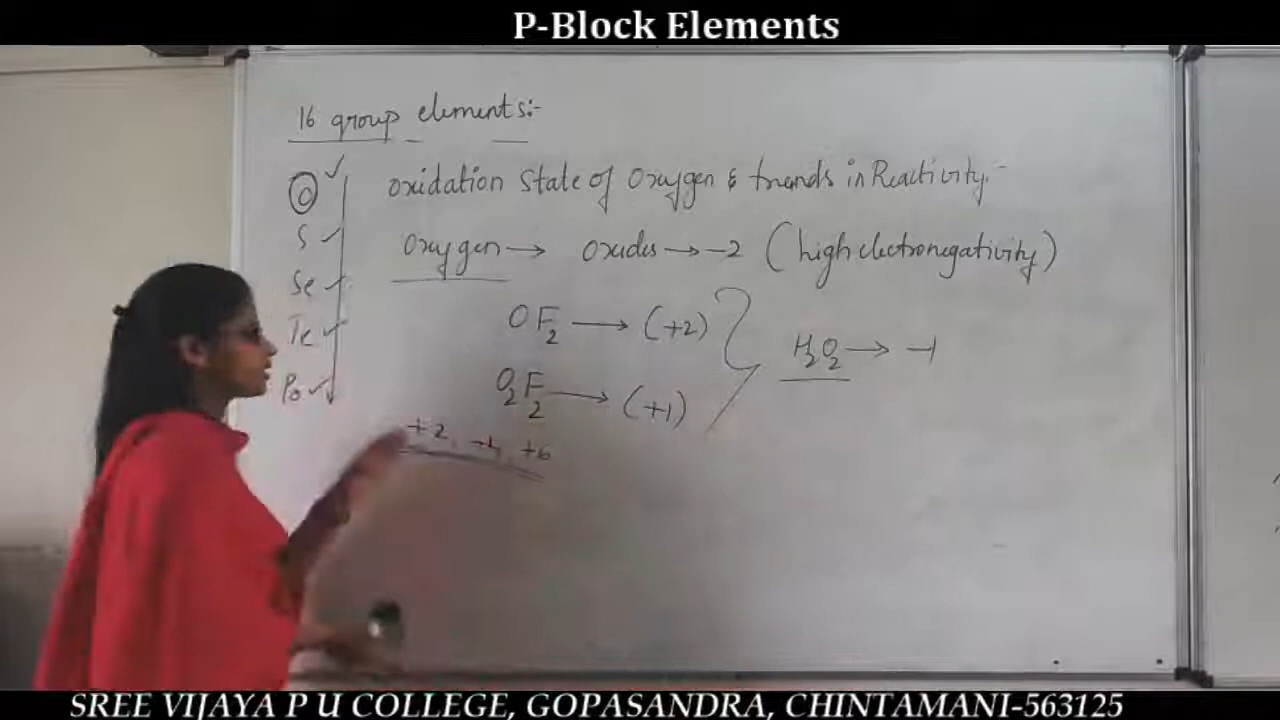 P-Block Elements
16 group elements:-
O ✓
S ✓
Se ✓
Te ✓
Po ✓
Oxidation State of Oxygen & trends in Reactivity:-
Oxygen → Oxides → -2 (high electronegativity)
OF₂ → (+2)
O₂F₂ → (+1)
H₂O₂ → -1
+2, +4, +6
SREE VIJAYA P U COLLEGE, GOPASANDRA, CHINTAMANI-563125